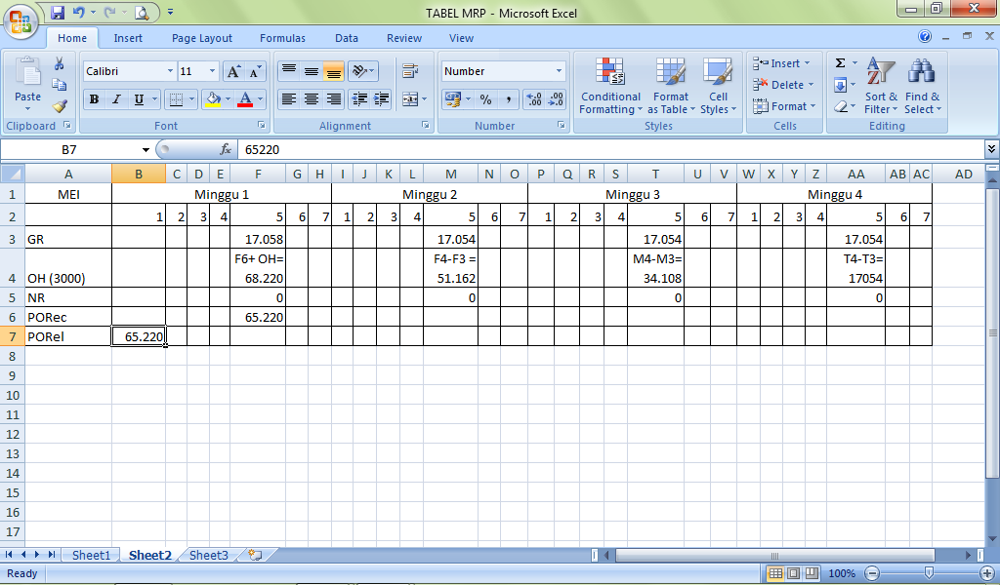 TABEL MRP - Microsoft Excel
Home Insert Page Layout Formulas Data Review View
Paste
Calibri 11
B I U
Number
Conditional Formatting
Format as Table
Cell Styles
Insert
Delete
Format
Sort & Filter
Find & Select
Clipboard Font Alignment Number Styles Cells Editing
B7 fx 65220
A B C D E F G H I J K L M N O P Q R S T U V W X Y Z AA AB AC AD
1 MEI Minggu 1 Minggu 2 Minggu 3 Minggu 4
2 1 2 3 4 5 6 7 1 2 3 4 5 6 7 1 2 3 4 5 6 7 1 2 3 4 5 6 7
3 GR 17.058 17.054 17.054 17.054
F6+ OH= F4-F3 = M4-M3= T4-T3=
4 OH (3000) 68.220 51.162 34.108 17054
5 NR 0 0 0 0
6 PORec 65.220
7 PORel 65.220
8
9
10
11
12
13
14
15
16
17
Sheet1 Sheet2 Sheet3
Ready 100%